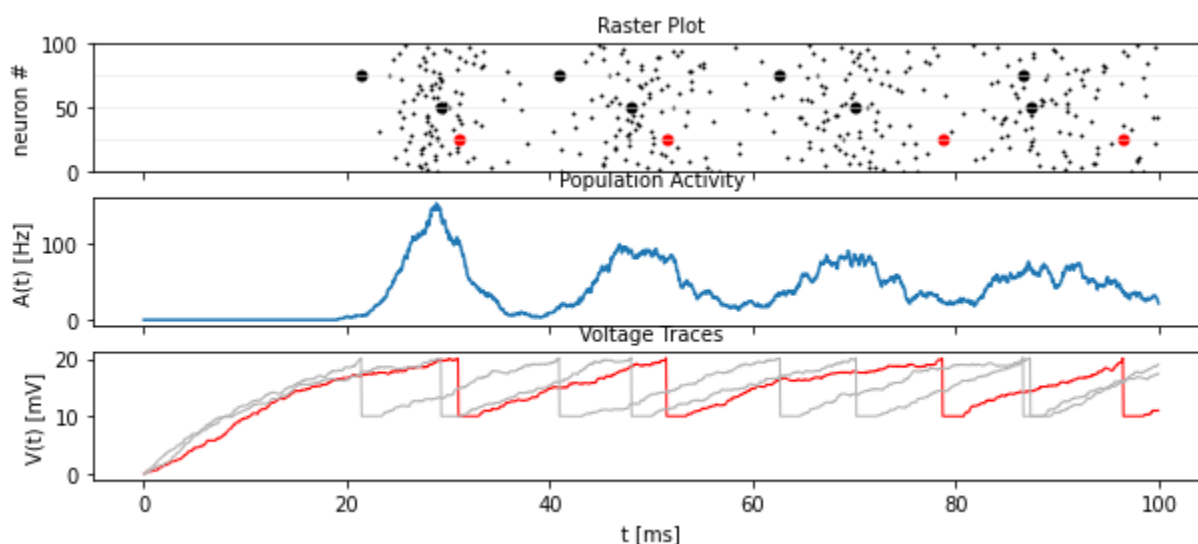 Raster Plot
100
50
0
neuron #
Population Activity
100
0
A(t) [Hz]
Voltage Traces
20
10
0
V(t) [mV]
0 20 40 60 80 100
t [ms]